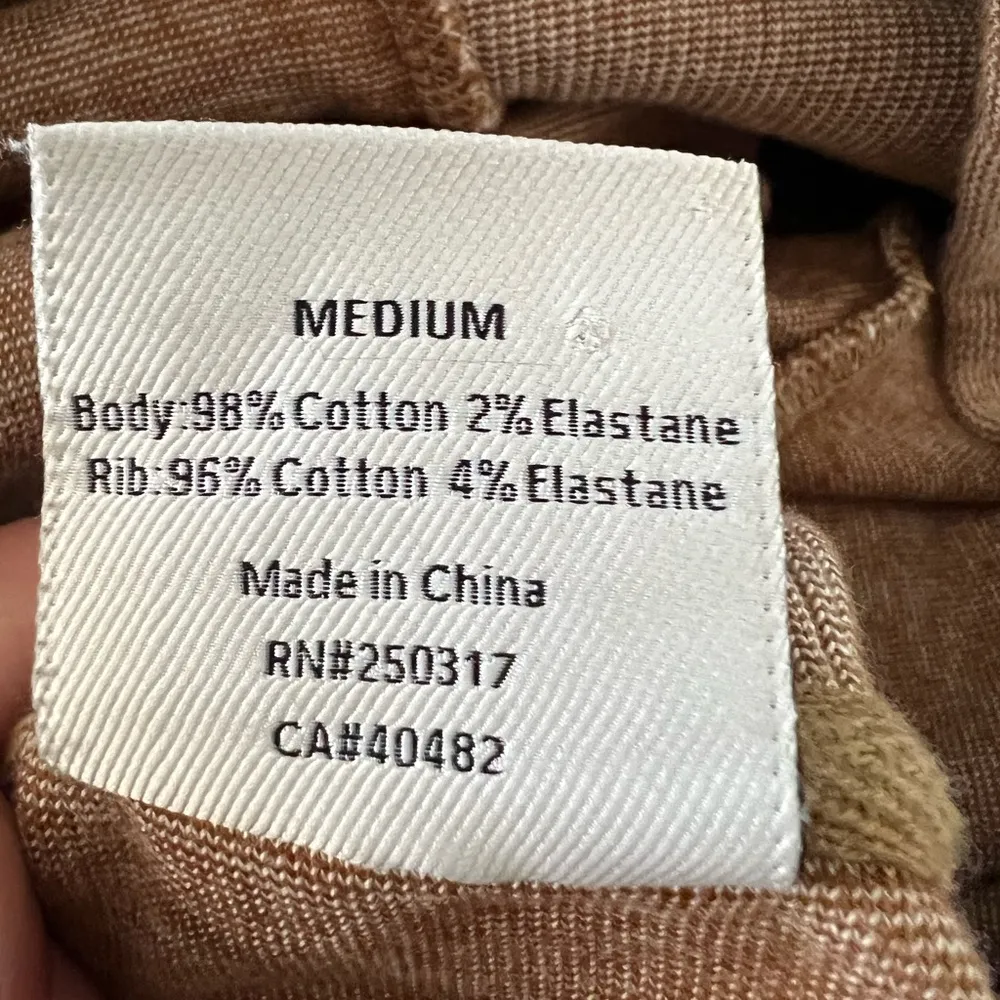 MEDIUM
Body:98% Cotton 2% Elastane
Rib:96% Cotton 4% Elastane
Made in China
RN#250317
CA#40482